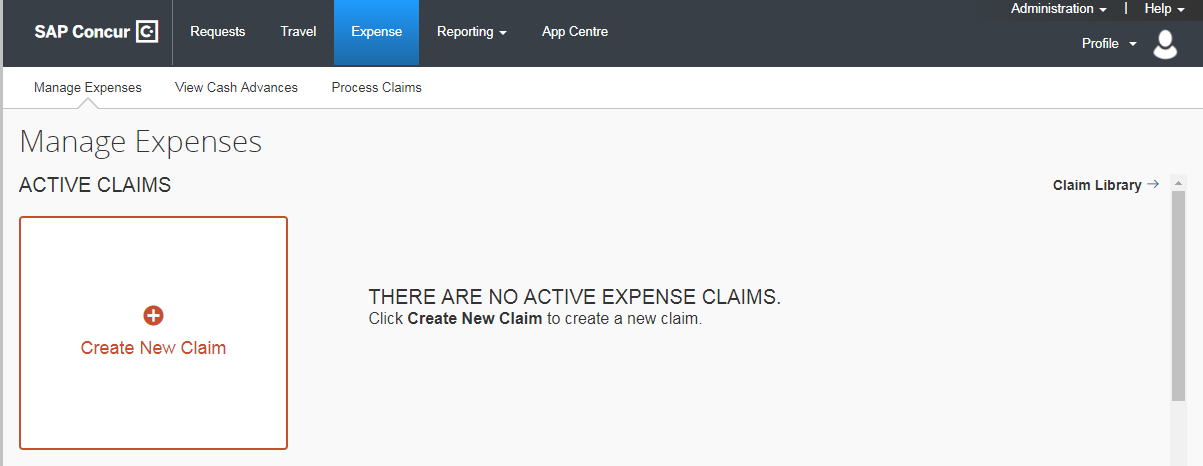 Administration | Help
SAP Concur C Requests Travel Expense Reporting App Centre
Profile
Manage Expenses View Cash Advances Process Claims
Manage Expenses
ACTIVE CLAIMS
Claim Library →
THERE ARE NO ACTIVE EXPENSE CLAIMS.
Click Create New Claim to create a new claim.
Create New Claim